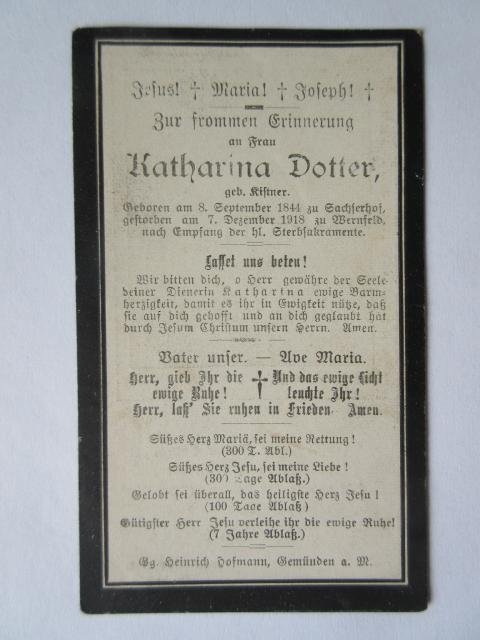 Jesus! † Maria! † Joseph! †
Zur frommen Erinnerung
an Frau
Katharina Dotter,
geb. Kistner.
Geboren am 8. September 1844 zu Sachserhof,
gestorben am 7. Dezember 1918 zu Wernfeld,
nach Empfang der hl. Sterbsakramente.
Lasset uns beten!
Wir bitten dich, o Herr gewähre der Seele
deiner Dienerin Katharina ewige Barm-
herzigkeit, damit es ihr in Ewigkeit nütze, daß
sie auf dich gehofft und an dich geglaubt hat
durch Jesum Christum unsern Herrn. Amen.
Vater unser. — Ave Maria.
Herr, gieb Ihr die † Und das ewige Licht
ewige Ruhe! leuchte Ihr!
Herr, laß' Sie ruhen in Frieden. Amen.
Süßes Herz Mariä, sei meine Rettung!
(300 T. Abl.)
Süßes Herz Jesu, sei meine Liebe!
(300 Tage Ablaß.)
Gelobt sei überall, das heiligste Herz Jesu!
(100 Tage Ablaß)
Gütigster Herr Jesu verleihe ihr die ewige Ruhe!
(7 Jahre Ablaß.)
Gg. Heinrich Hofmann, Gemünden a. M.